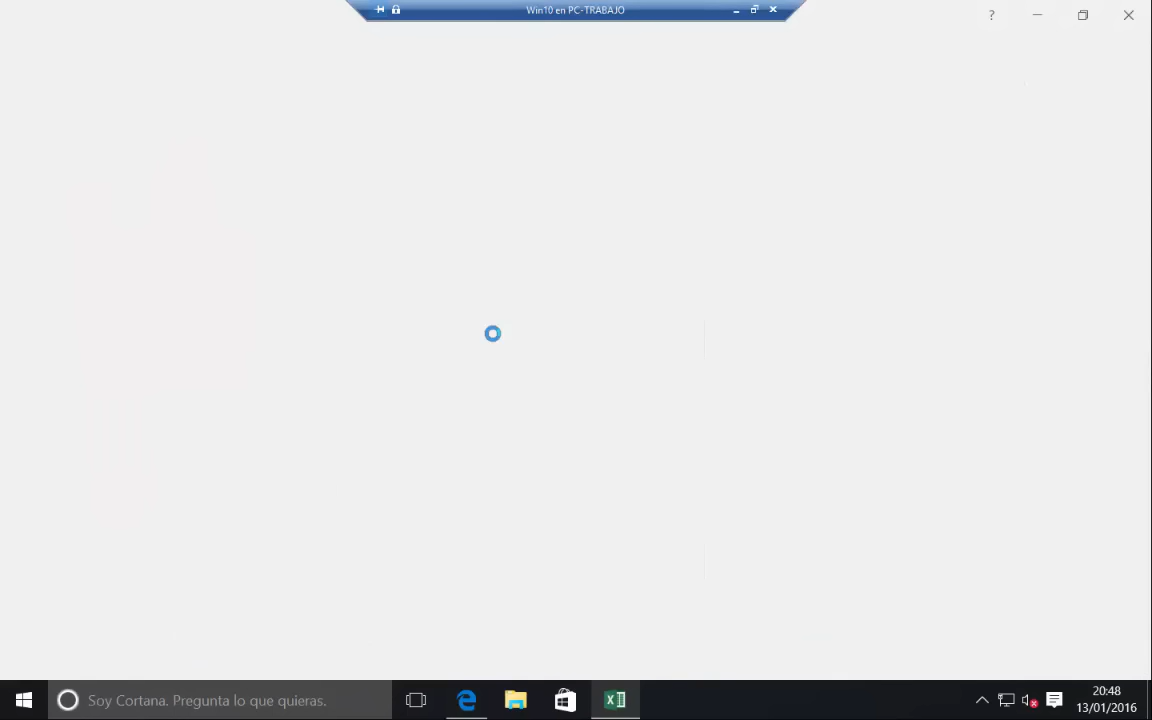 Win10 en PC-TRABAJO
Soy Cortana. Pregunta lo que quieras.
20:48
13/01/2016